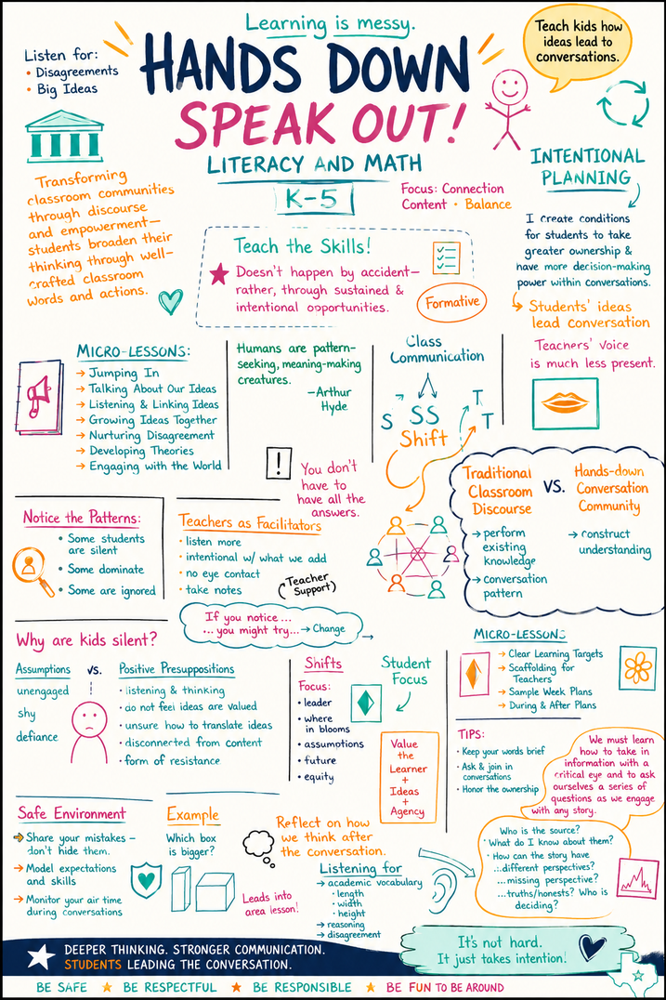 Learning is messy.
HANDS DOWN
SPEAK OUT!
LITERACY AND MATH
K-5
Listen for:
• Disagreements
• Big Ideas
Teach kids how
ideas lead to
conversations.
Transforming
classroom communities
through discourse
and empowerment—
students broaden their
thinking through well-
crafted classroom
words and actions.
Focus: Connection
Content • Balance
INTENTIONAL
PLANNING
I create conditions
for students to take
greater ownership &
have more decision-making
power within conversations.
→ Students' ideas
lead conversation
Teachers' voice
is much less present.
Teach the Skills!
★ Doesn't happen by accident—
rather, through sustained &
intentional opportunities.
Formative
MICRO-LESSONS:
→ Jumping In
→ Talking About Our Ideas
→ Listening & Linking Ideas
→ Growing Ideas Together
→ Nurturing Disagreement
→ Developing Theories
→ Engaging with the World
Humans are pattern-
seeking, meaning-making
creatures.
—Arthur
Hyde
!
You don't
have to
have all the
answers.
Class
Communication
T
S SS T
Shift
Traditional
Classroom
Discourse
→ perform
existing
knowledge
→ conversation
pattern
VS.
Hands-down
Conversation
Community
→ construct
understanding
Notice the Patterns:
• Some students
are silent
• Some dominate
• Some are ignored
Teachers as Facilitators
• listen more
• intentional w/ what we add
• no eye contact
• take notes
(Teacher
Support)
If you notice ...
... you might try... → Change
Why are kids silent?
Assumptions
unengaged
shy
defiance
vs.
Positive Presuppositions
• listening & thinking
• do not feel ideas are valued
• unsure how to translate ideas
• disconnected from content
• form of resistance
Shifts
Focus:
• leader
• where
in blooms
• assumptions
• future
• equity
Student
Focus
Value
the
Learner
+
Ideas
+
Agency
MICRO-LESSONS
→ Clear Learning Targets
→ Scaffolding for
Teachers
→ Sample Week Plans
→ During & After Plans
TIPS:
• Keep your words brief
• Ask & join in
conversations
• Honor the ownership
We must learn
how to take in
information with a
critical eye and to ask
ourselves a series of
questions as we engage
with any story.
Who is the source?
• What do I know about them?
• How can the story have
...different perspectives?
...missing perspective?
...truths/honests? Who is
deciding?
Safe Environment
→ Share your mistakes –
don't hide them.
→ Model expectations
and skills
→ Monitor your air time
during conversations
Example
Which box
is bigger?
Leads into
area lesson!
Reflect on how
we think after
the conversation.
Listening for
→ academic vocabulary
• length
• width
• height
→ reasoning
→ disagreement
It's not hard.
It just takes intention!
DEEPER THINKING. STRONGER COMMUNICATION.
STUDENTS LEADING THE CONVERSATION.
BE SAFE ★ BE RESPECTFUL ★ BE RESPONSIBLE ★ BE FUN TO BE AROUND